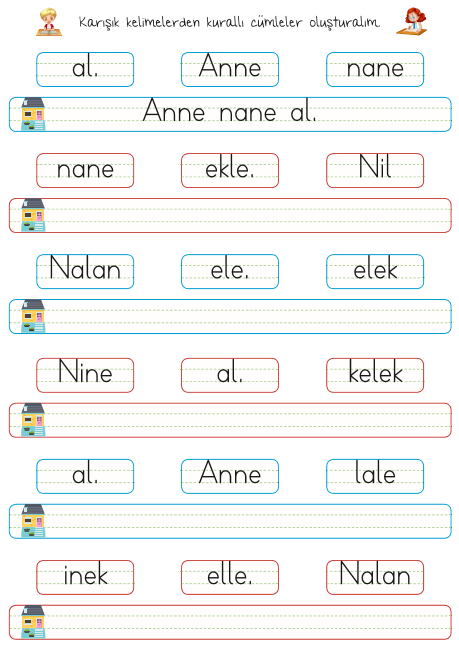 Karışık kelimelerden kurallı cümleler oluşturalım.
al. Anne nane
Anne nane al.
nane ekle. Nil
Nalan ele. elek
Nine al. kelek
al. Anne lale
inek elle. Nalan